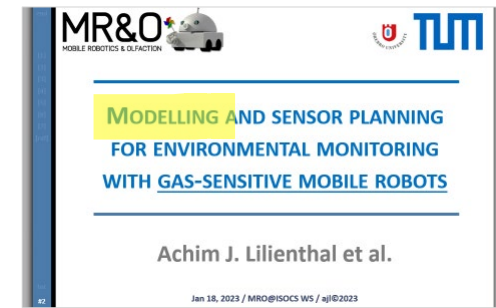 MR&O
MOBILE ROBOTICS & OLFACTION
TUM
MODELLING AND SENSOR PLANNING
FOR ENVIRONMENTAL MONITORING
WITH GAS-SENSITIVE MOBILE ROBOTS
Achim J. Lilienthal et al.
#2
Jan 18, 2023 / MRO@ISOCS WS / ajl©2023